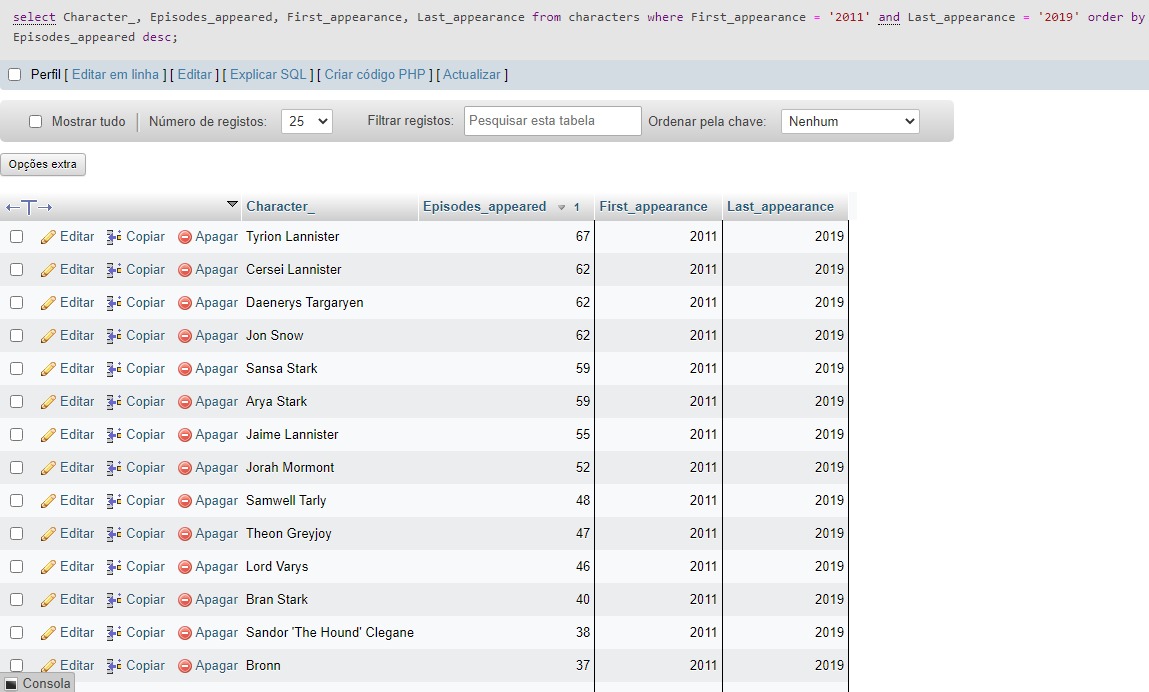 select Character_, Episodes_appeared, First_appearance, Last_appearance from characters where First_appearance = '2011' and Last_appearance = '2019' order by
Episodes_appeared desc;
Perfil [ Editar em linha ] [ Editar ] [ Explicar SQL ] [ Criar código PHP ] [ Actualizar ]
Mostrar tudo Número de registos: 25 Filtrar registos: Pesquisar esta tabela Ordenar pela chave: Nenhum
Opções extra
←T→ Character_ Episodes_appeared 1 First_appearance Last_appearance
Editar Copiar Apagar Tyrion Lannister 67 2011 2019
Editar Copiar Apagar Cersei Lannister 62 2011 2019
Editar Copiar Apagar Daenerys Targaryen 62 2011 2019
Editar Copiar Apagar Jon Snow 62 2011 2019
Editar Copiar Apagar Sansa Stark 59 2011 2019
Editar Copiar Apagar Arya Stark 59 2011 2019
Editar Copiar Apagar Jaime Lannister 55 2011 2019
Editar Copiar Apagar Jorah Mormont 52 2011 2019
Editar Copiar Apagar Samwell Tarly 48 2011 2019
Editar Copiar Apagar Theon Greyjoy 47 2011 2019
Editar Copiar Apagar Lord Varys 46 2011 2019
Editar Copiar Apagar Bran Stark 40 2011 2019
Editar Copiar Apagar Sandor 'The Hound' Clegane 38 2011 2019
Editar Copiar Apagar Bronn 37 2011 2019
Consola